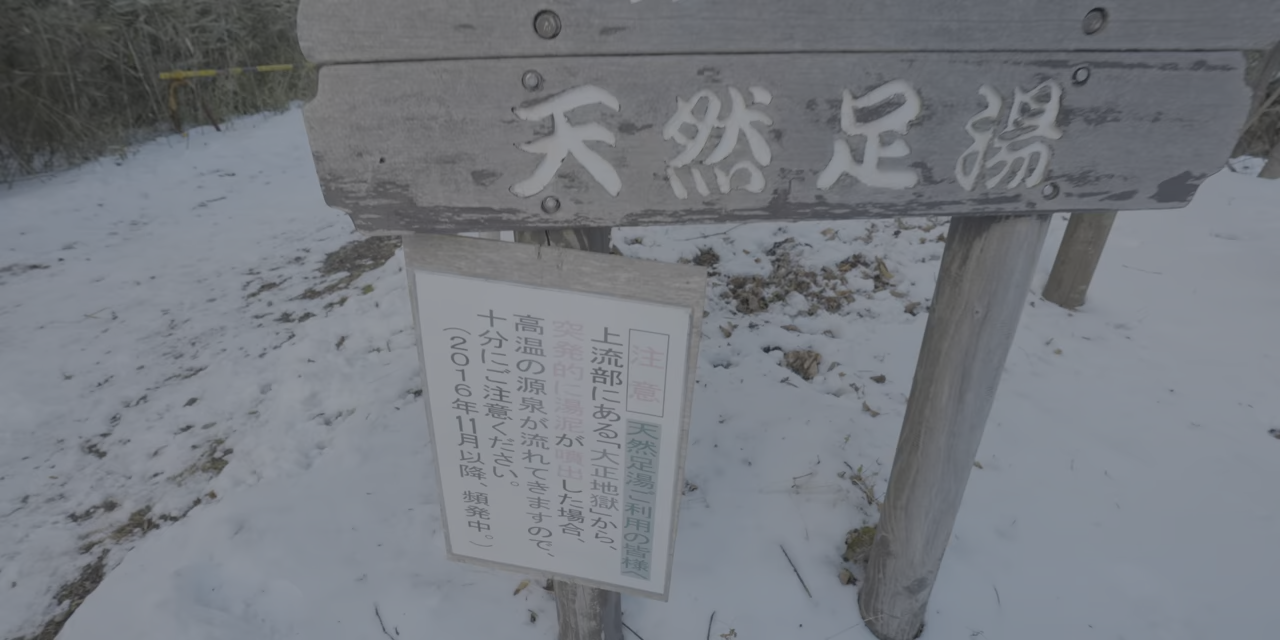 天然足湯
注意 天然足湯ご利用の皆様へ
上流部にある「大正地獄」から、
突発的に湯泥が噴出した場合、
高温の源泉が流れてきますので、
十分にご注意ください。
(2016年11月以降、頻発中。)